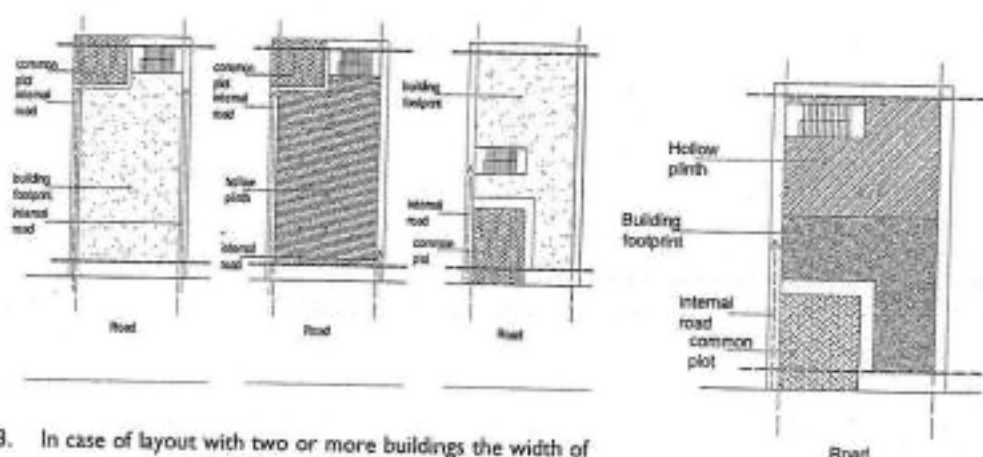 common
plot
internal
road
building
footprint
internal
road
Road
common
plot
internal
road
hollow
plinth
internal
road
Road
building
footprint
internal
road
common
plot
Road
Hollow
plinth
Building
footprint
Internal
road
common
plot
Road
3. In case of layout with two or more buildings the width of